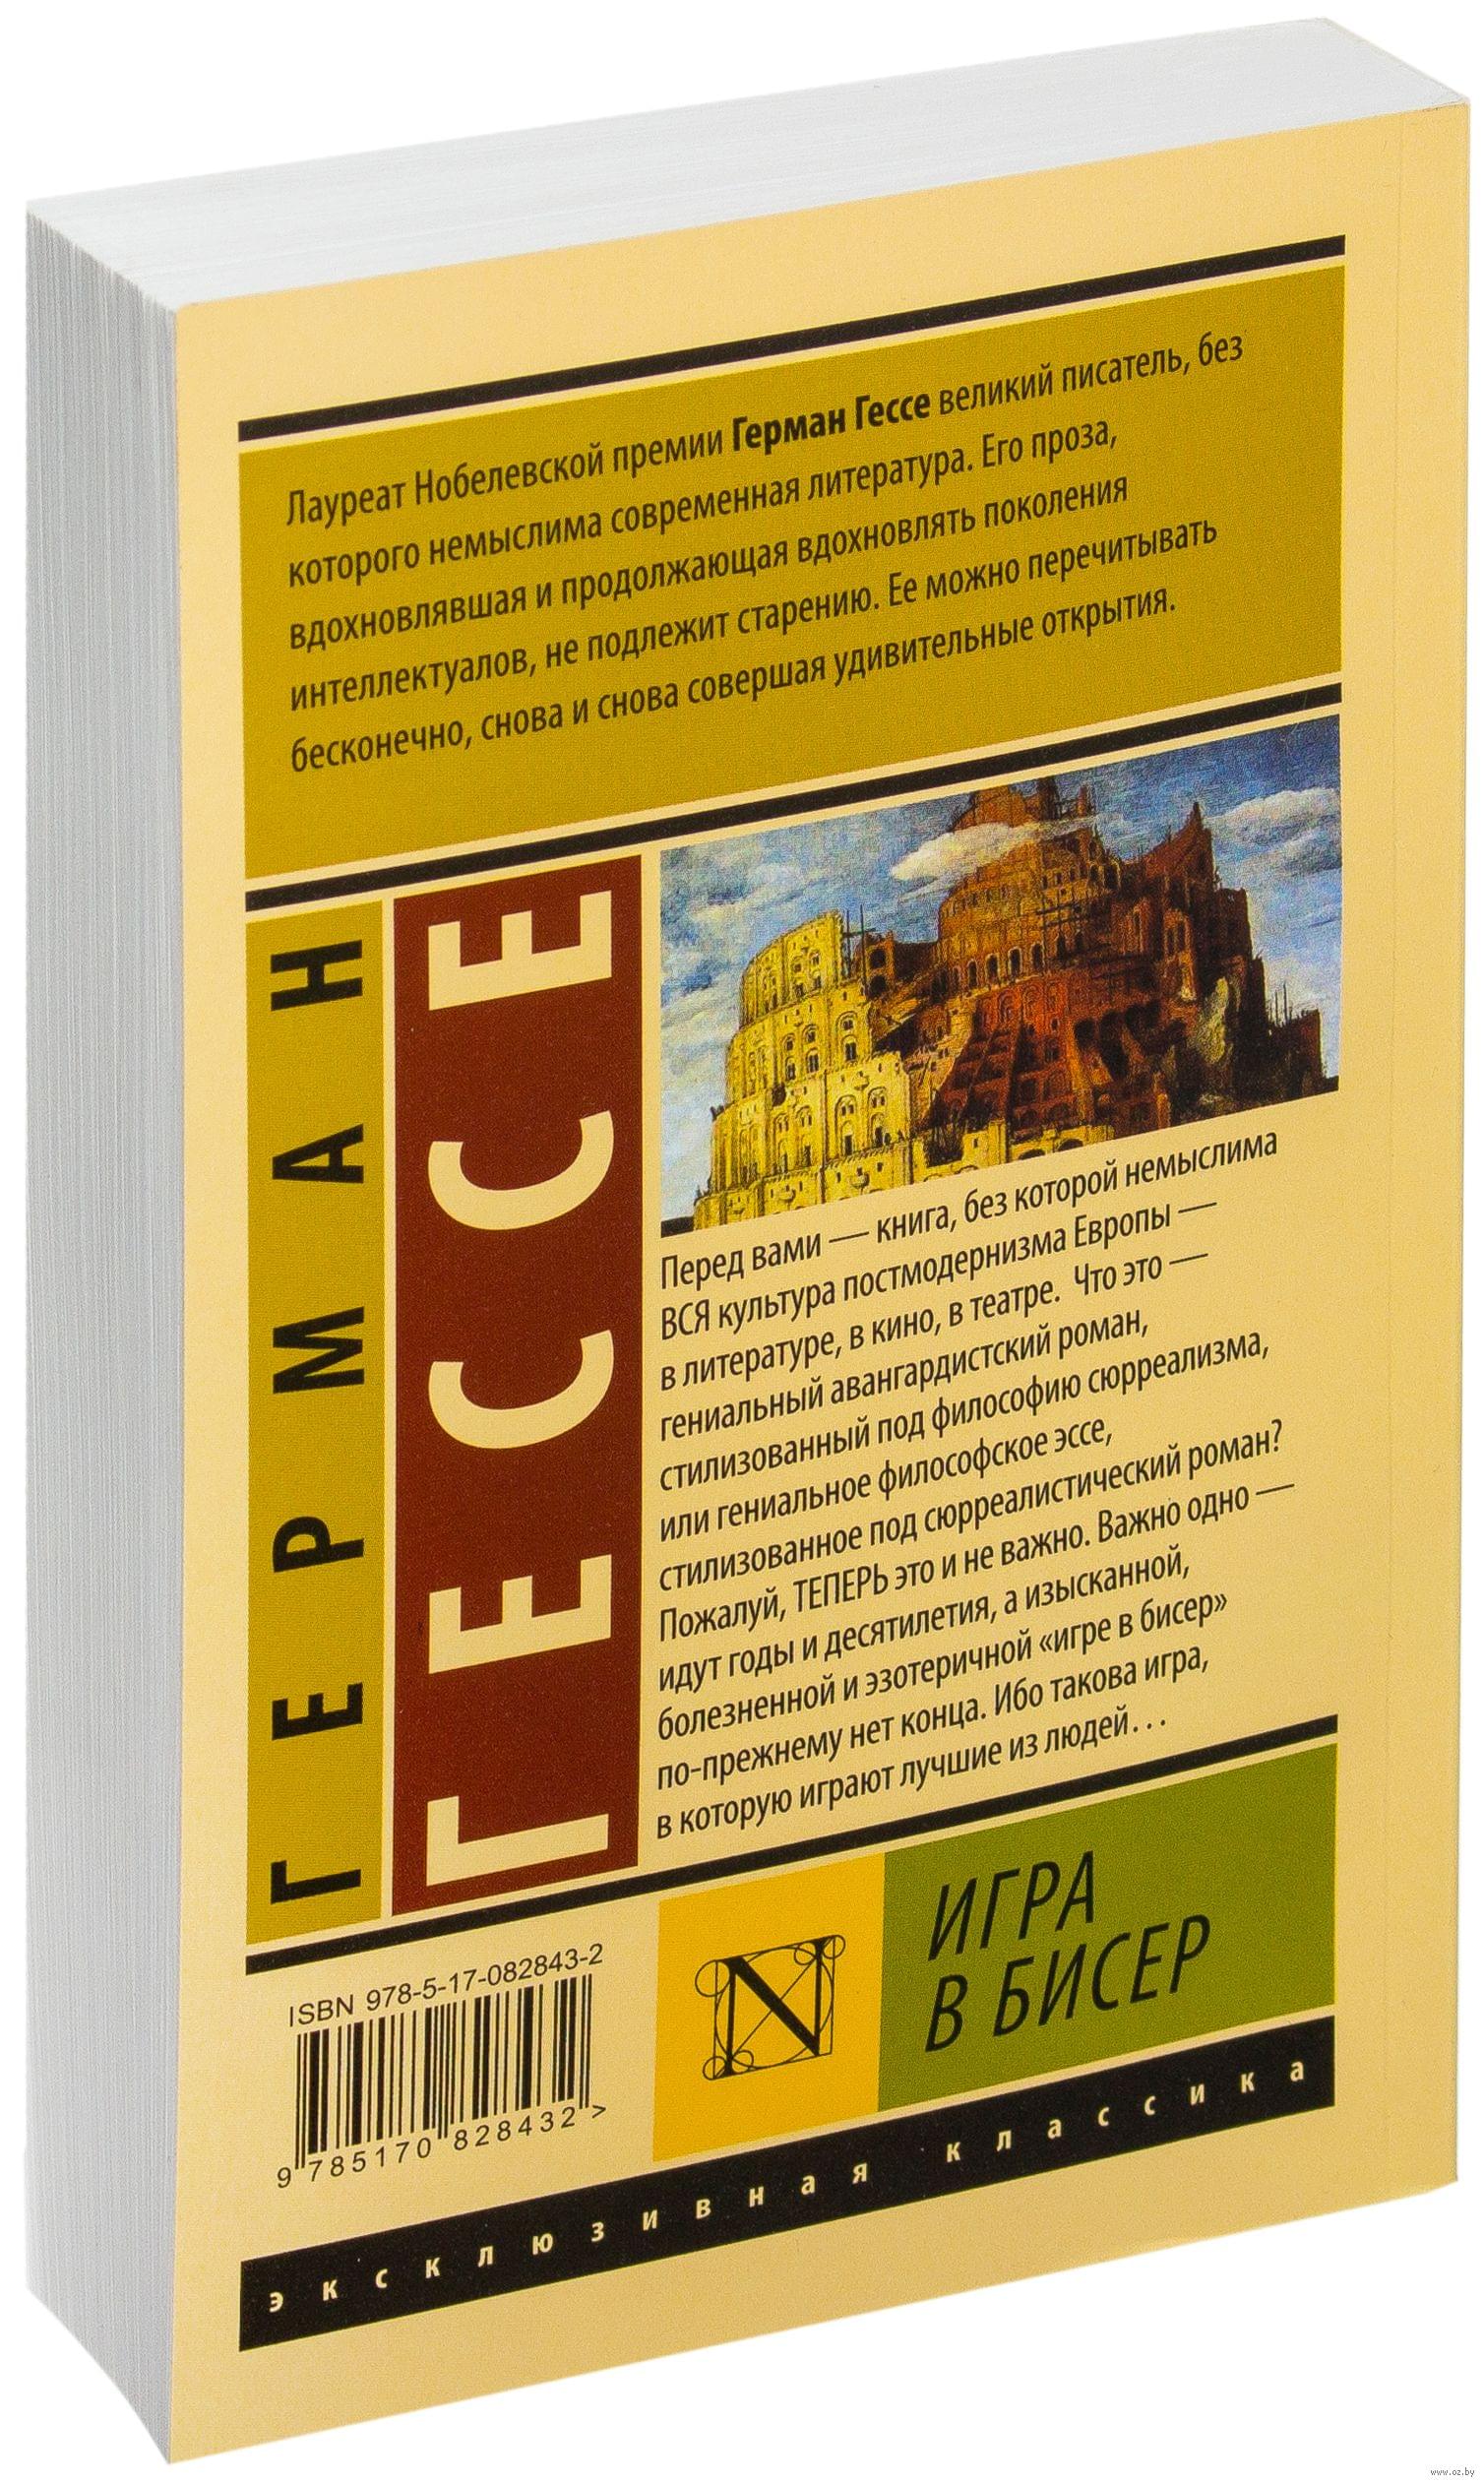 Лауреат Нобелевской премии Герман Гессе великий писатель, без
которого немыслима современная литература. Его проза,
вдохновлявшая и продолжающая вдохновлять поколения
интеллектуалов, не подлежит старению. Ее можно перечитывать
бесконечно, снова и снова совершая удивительные открытия.
ГЕРМАН
ГЕССЕ
Перед вами — книга, без которой немыслима
ВСЯ культура постмодернизма Европы —
в литературе, в кино, в театре. Что это —
гениальный авангардистский роман,
стилизованный под философию сюрреализма,
или гениальное философское эссе,
стилизованное под сюрреалистический роман?
Пожалуй, ТЕПЕРЬ это и не важно. Важно одно —
идут годы и десятилетия, а изысканной,
болезненной и эзотеричной «игре в бисер»
по-прежнему нет конца. Ибо такова игра,
в которую играют лучшие из людей...
ISBN 978-5-17-082843-2
9 785170 828432 >
N
ИГРА
В БИСЕР
эксклюзивная классика
www.oz.by